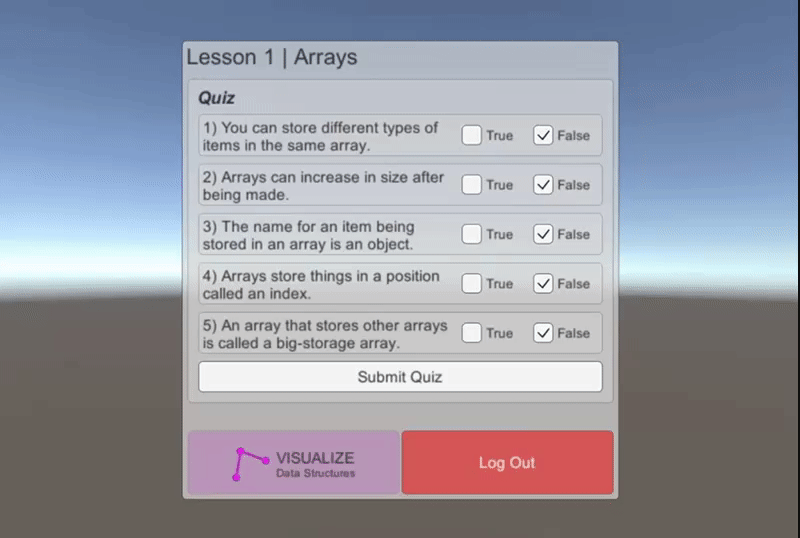 Lesson 1 | Arrays
Quiz
1) You can store different types of
items in the same array.
True
False
2) Arrays can increase in size after
being made.
True
False
3) The name for an item being
stored in an array is an object.
True
False
4) Arrays store things in a position
called an index.
True
False
5) An array that stores other arrays
is called a big-storage array.
True
False
Submit Quiz
VISUALIZE
Data Structures
Log Out